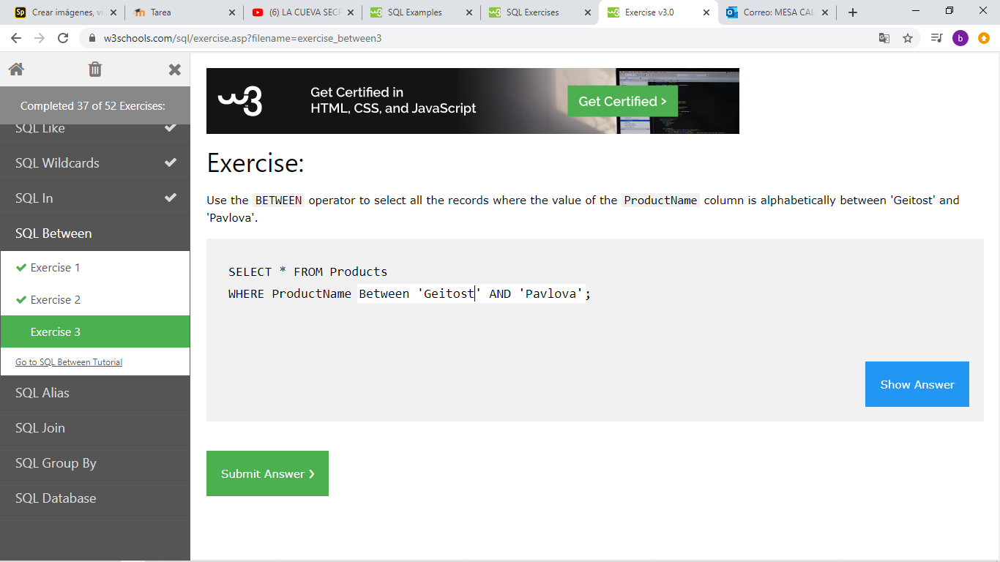 Sp Crear imágenes, ví
Tarea
(6) LA CUEVA SECR
SQL Examples
SQL Exercises
Exercise v3.0
Correo: MESA CAL
w3schools.com/sql/exercise.asp?filename=exercise_between3
b
Completed 37 of 52 Exercises:
SQL Like
SQL Wildcards
SQL In
SQL Between
Exercise 1
Exercise 2
Exercise 3
Go to SQL Between Tutorial
SQL Alias
SQL Join
SQL Group By
SQL Database
w3
Get Certified in
HTML, CSS, and JavaScript
Get Certified >
Exercise:
Use the BETWEEN operator to select all the records where the value of the ProductName column is alphabetically between 'Geitost' and
'Pavlova'.
SELECT * FROM Products
WHERE ProductName Between 'Geitost' AND 'Pavlova';
Show Answer
Submit Answer ❯